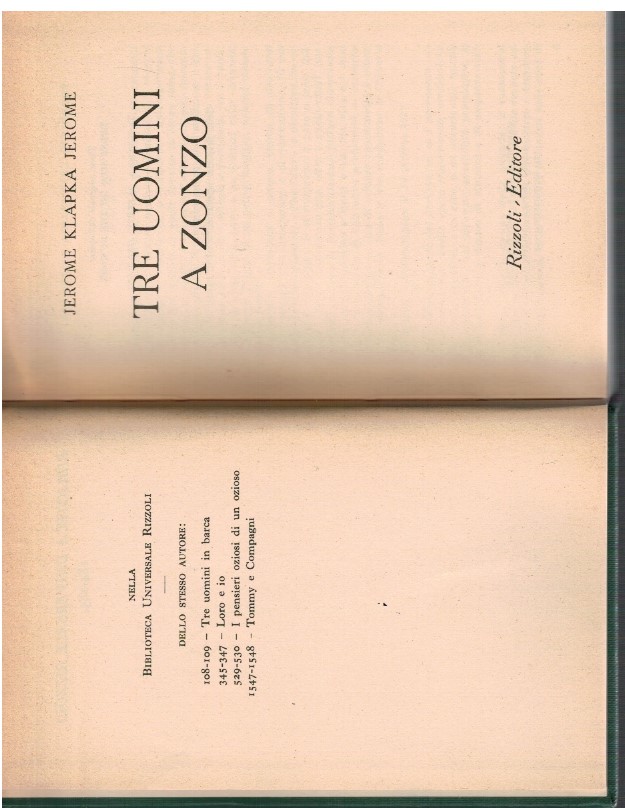 NELLA
BIBLIOTECA UNIVERSALE RIZZOLI
DELLO STESSO AUTORE:
108-109 – Tre uomini in barca
345-347 – Loro e io
529-530 – I pensieri oziosi di un ozioso
1547-1548 – Tommy e Compagni
JEROME KLAPKA JEROME
TRE UOMINI
A ZONZO
Rizzoli - Editore